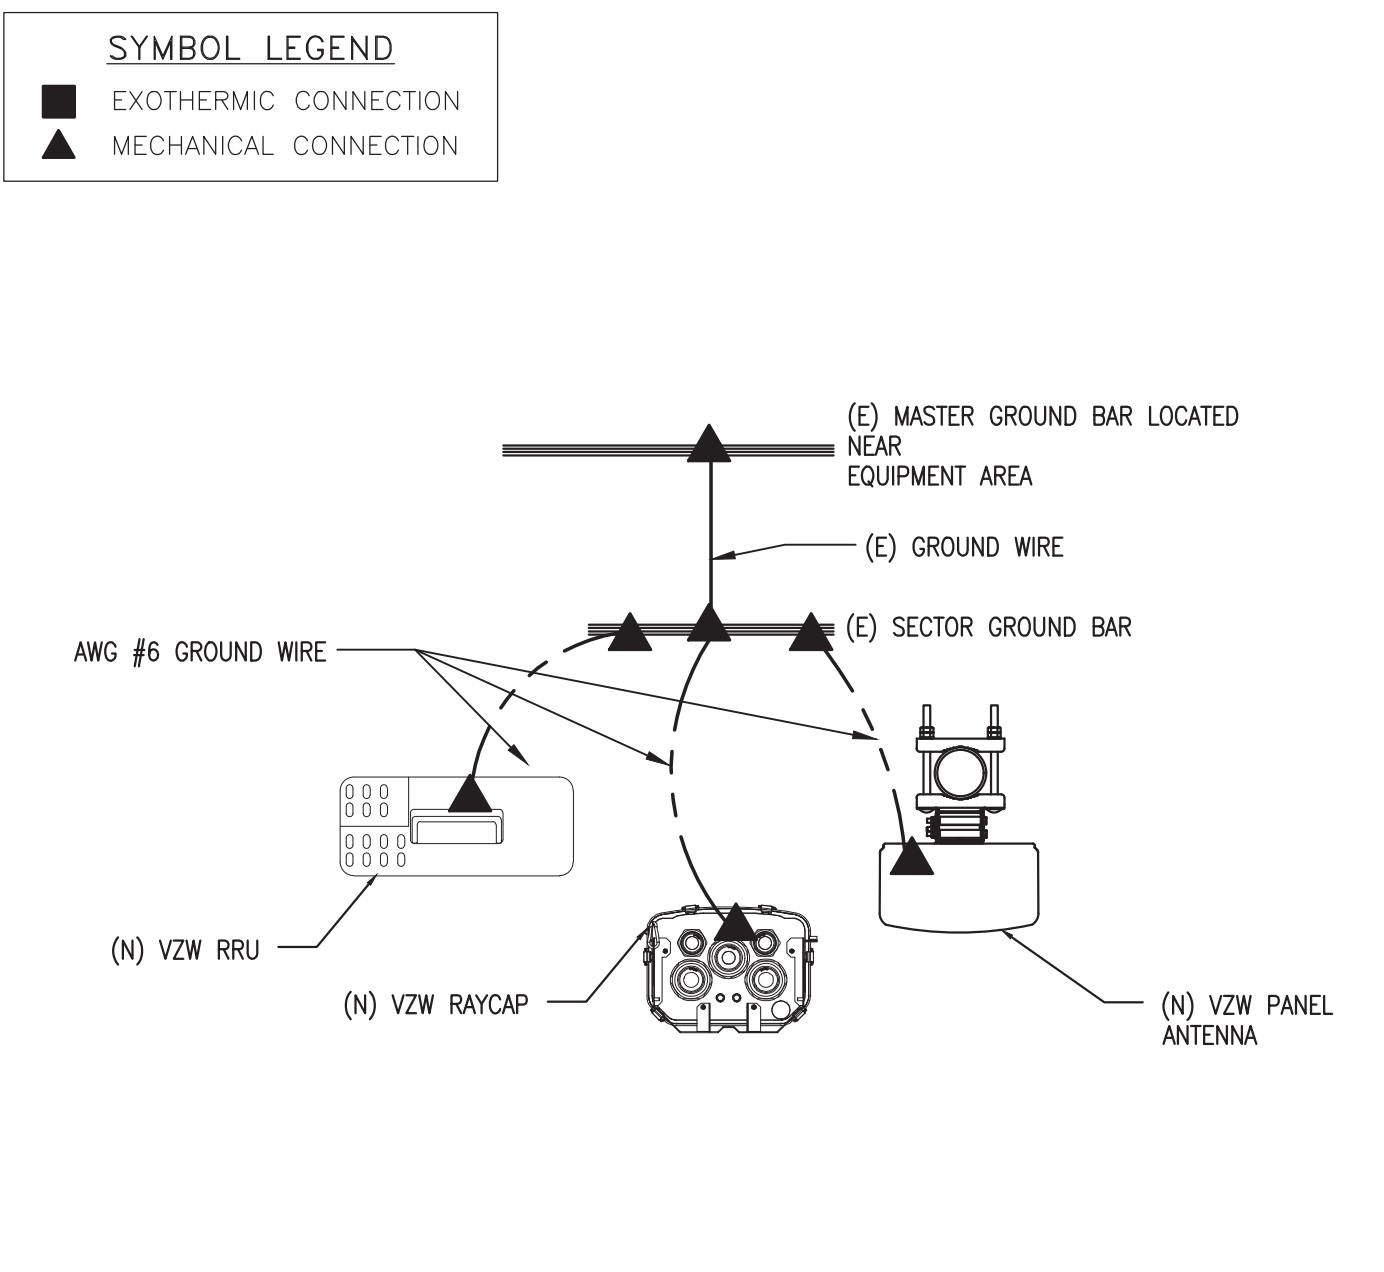 SYMBOL LEGEND
EXOTHERMIC CONNECTION
MECHANICAL CONNECTION
(E) MASTER GROUND BAR LOCATED
NEAR
EQUIPMENT AREA
(E) GROUND WIRE
(E) SECTOR GROUND BAR
AWG #6 GROUND WIRE
(N) VZW RRU
(N) VZW RAYCAP
(N) VZW PANEL
ANTENNA